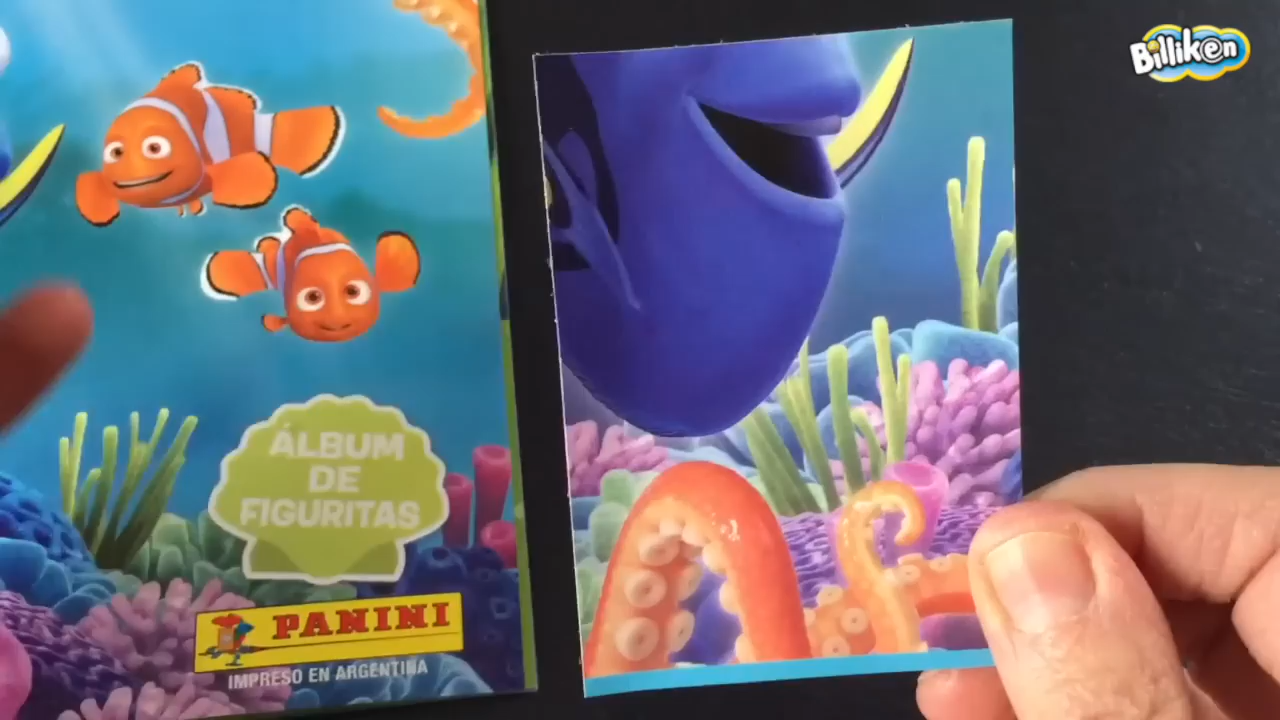 Billiken
ÁLBUM
DE
FIGURITAS
PANINI
IMPRESO EN ARGENTINA